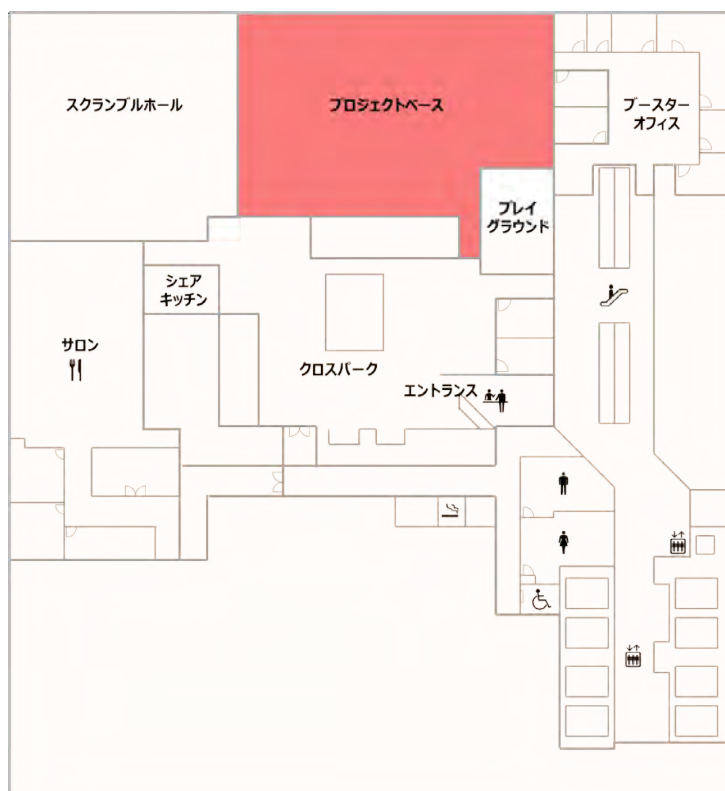 スクランブルホール
プロジェクトベース
ブースター
オフィス
プレイ
グラウンド
シェア
キッチン
サロン
クロスパーク
エントランス